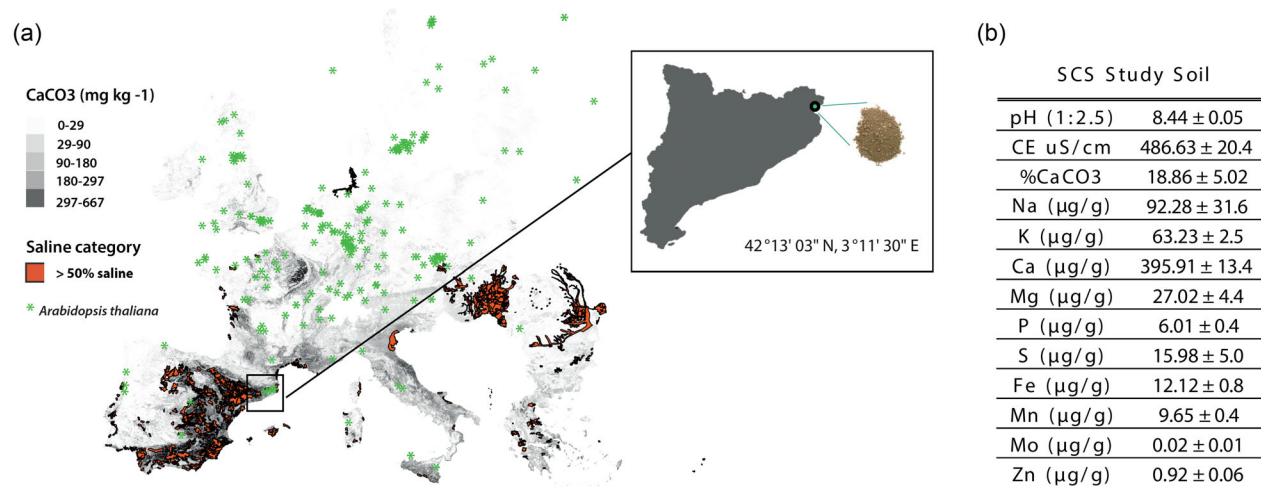 (a)
CaCO3 (mg kg -1)
0-29
29-90
90-180
180-297
297-667
Saline category
> 50% saline
* Arabidopsis thaliana
42 °13' 03" N, 3 °11' 30" E
(b)
SCS Study Soil
pH (1:2.5) 8.44 ± 0.05
CE uS/cm 486.63 ± 20.4
%CaCO3 18.86 ± 5.02
Na (µg/g) 92.28 ± 31.6
K (µg/g) 63.23 ± 2.5
Ca (µg/g) 395.91 ± 13.4
Mg (µg/g) 27.02 ± 4.4
P (µg/g) 6.01 ± 0.4
S (µg/g) 15.98 ± 5.0
Fe (µg/g) 12.12 ± 0.8
Mn (µg/g) 9.65 ± 0.4
Mo (µg/g) 0.02 ± 0.01
Zn (µg/g) 0.92 ± 0.06